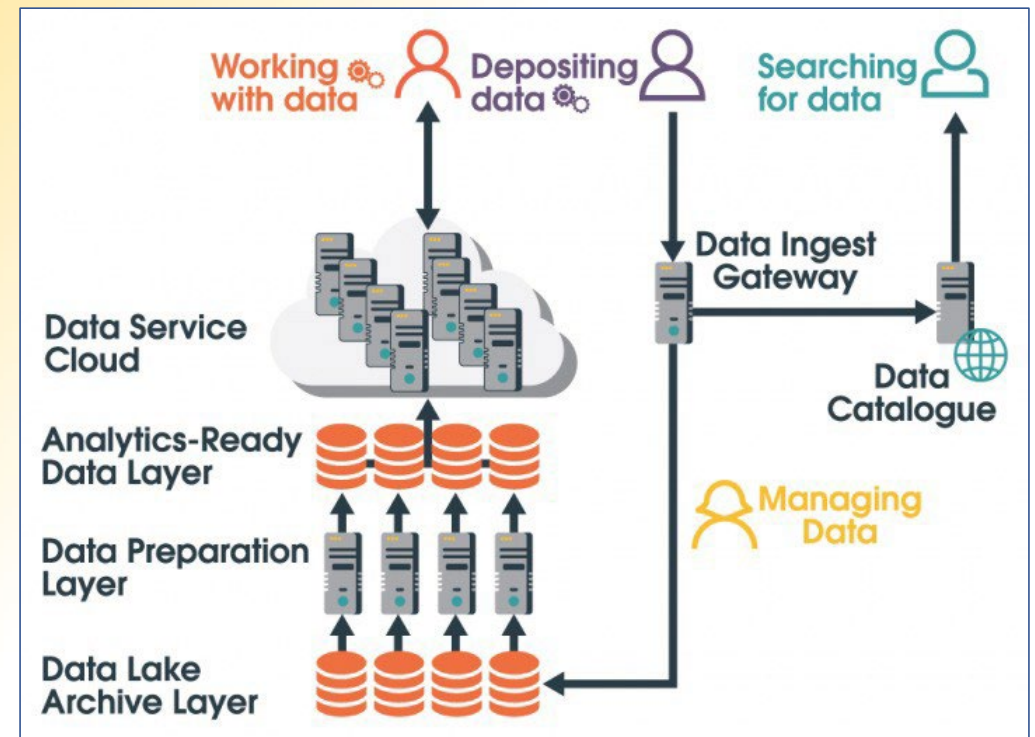 Working
with data
Depositing
data
Searching
for data
Data Ingest
Gateway
Data Service
Cloud
Data
Catalogue
Analytics-Ready
Data Layer
Managing
Data
Data Preparation
Layer
Data Lake
Archive Layer